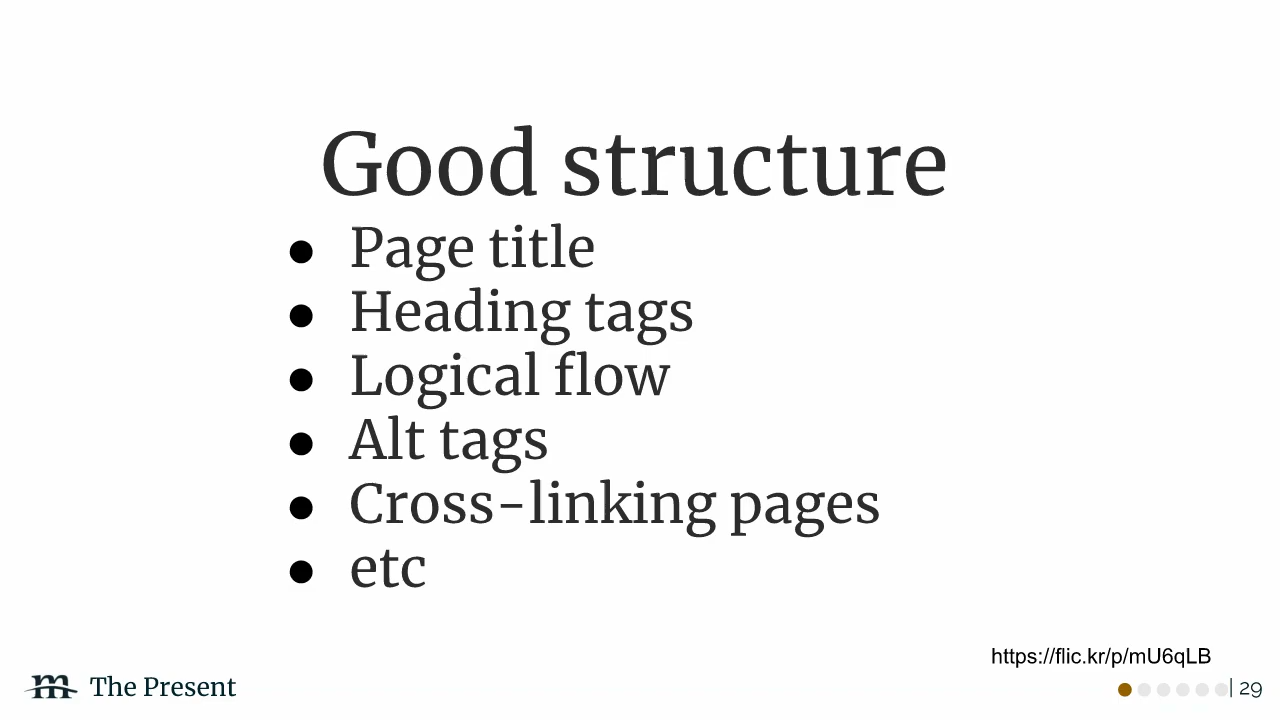 Good structure
● Page title
● Heading tags
● Logical flow
● Alt tags
● Cross-linking pages
● etc
https://flic.kr/p/mU6qLB
m The Present
| 29